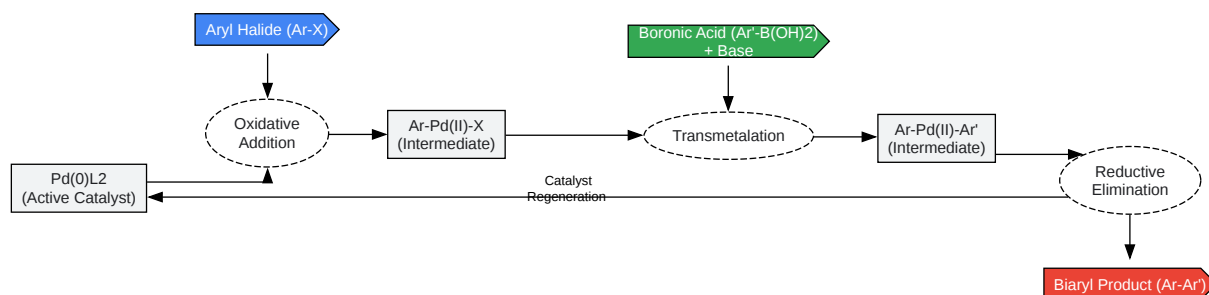 Aryl Halide (Ar-X)
Boronic Acid (Ar'-B(OH)2)
+ Base
Oxidative
Addition
Ar-Pd(II)-X
(Intermediate)
Transmetalation
Ar-Pd(II)-Ar'
(Intermediate)
Pd(0)L2
(Active Catalyst)
Catalyst
Regeneration
Reductive
Elimination
Biaryl Product (Ar-Ar')